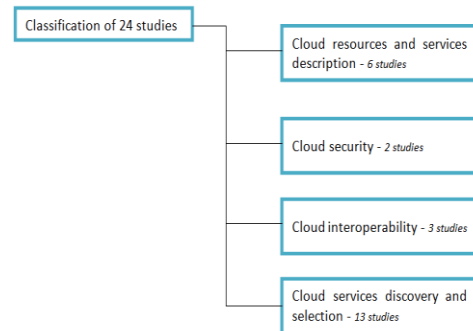 Classification of 24 studies
Cloud resources and services
description - 6 studies
Cloud security - 2 studies
Cloud interoperability - 3 studies
Cloud services discovery and
selection - 13 studies